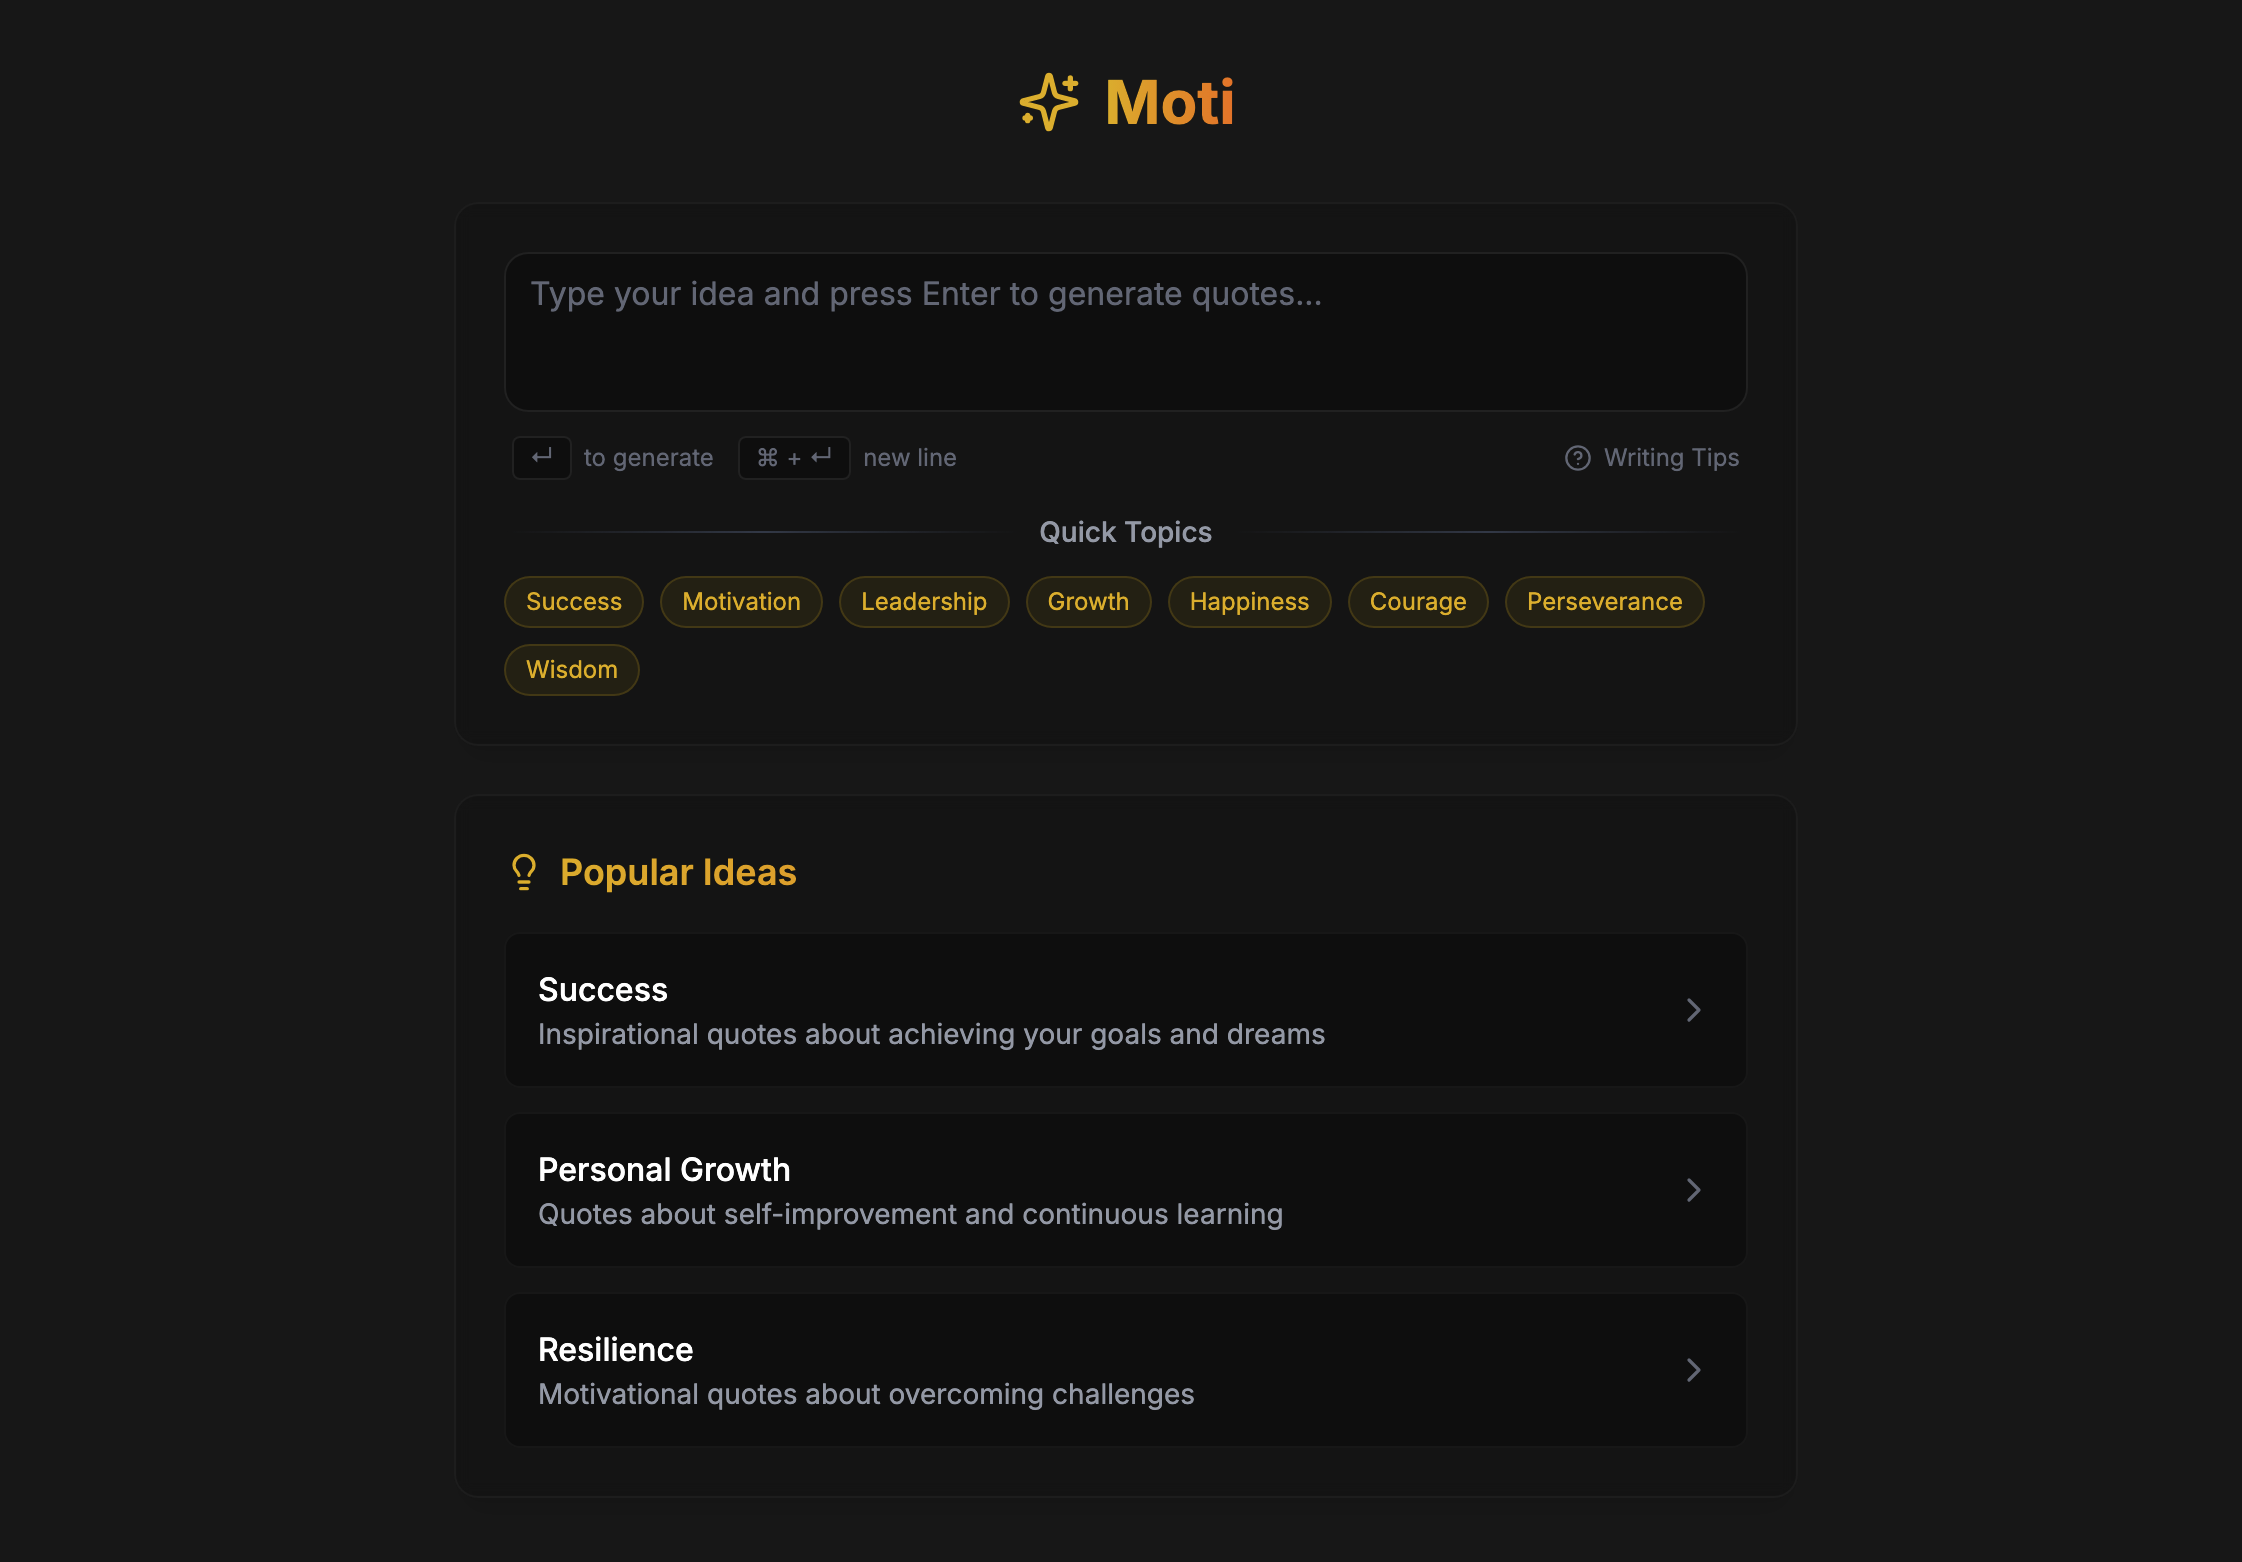 Moti
Type your idea and press Enter to generate quotes...
↵ to generate ⌘ + ↵ new line Writing Tips
Quick Topics
Success Motivation Leadership Growth Happiness Courage Perseverance
Wisdom
Popular Ideas
Success
Inspirational quotes about achieving your goals and dreams
Personal Growth
Quotes about self-improvement and continuous learning
Resilience
Motivational quotes about overcoming challenges